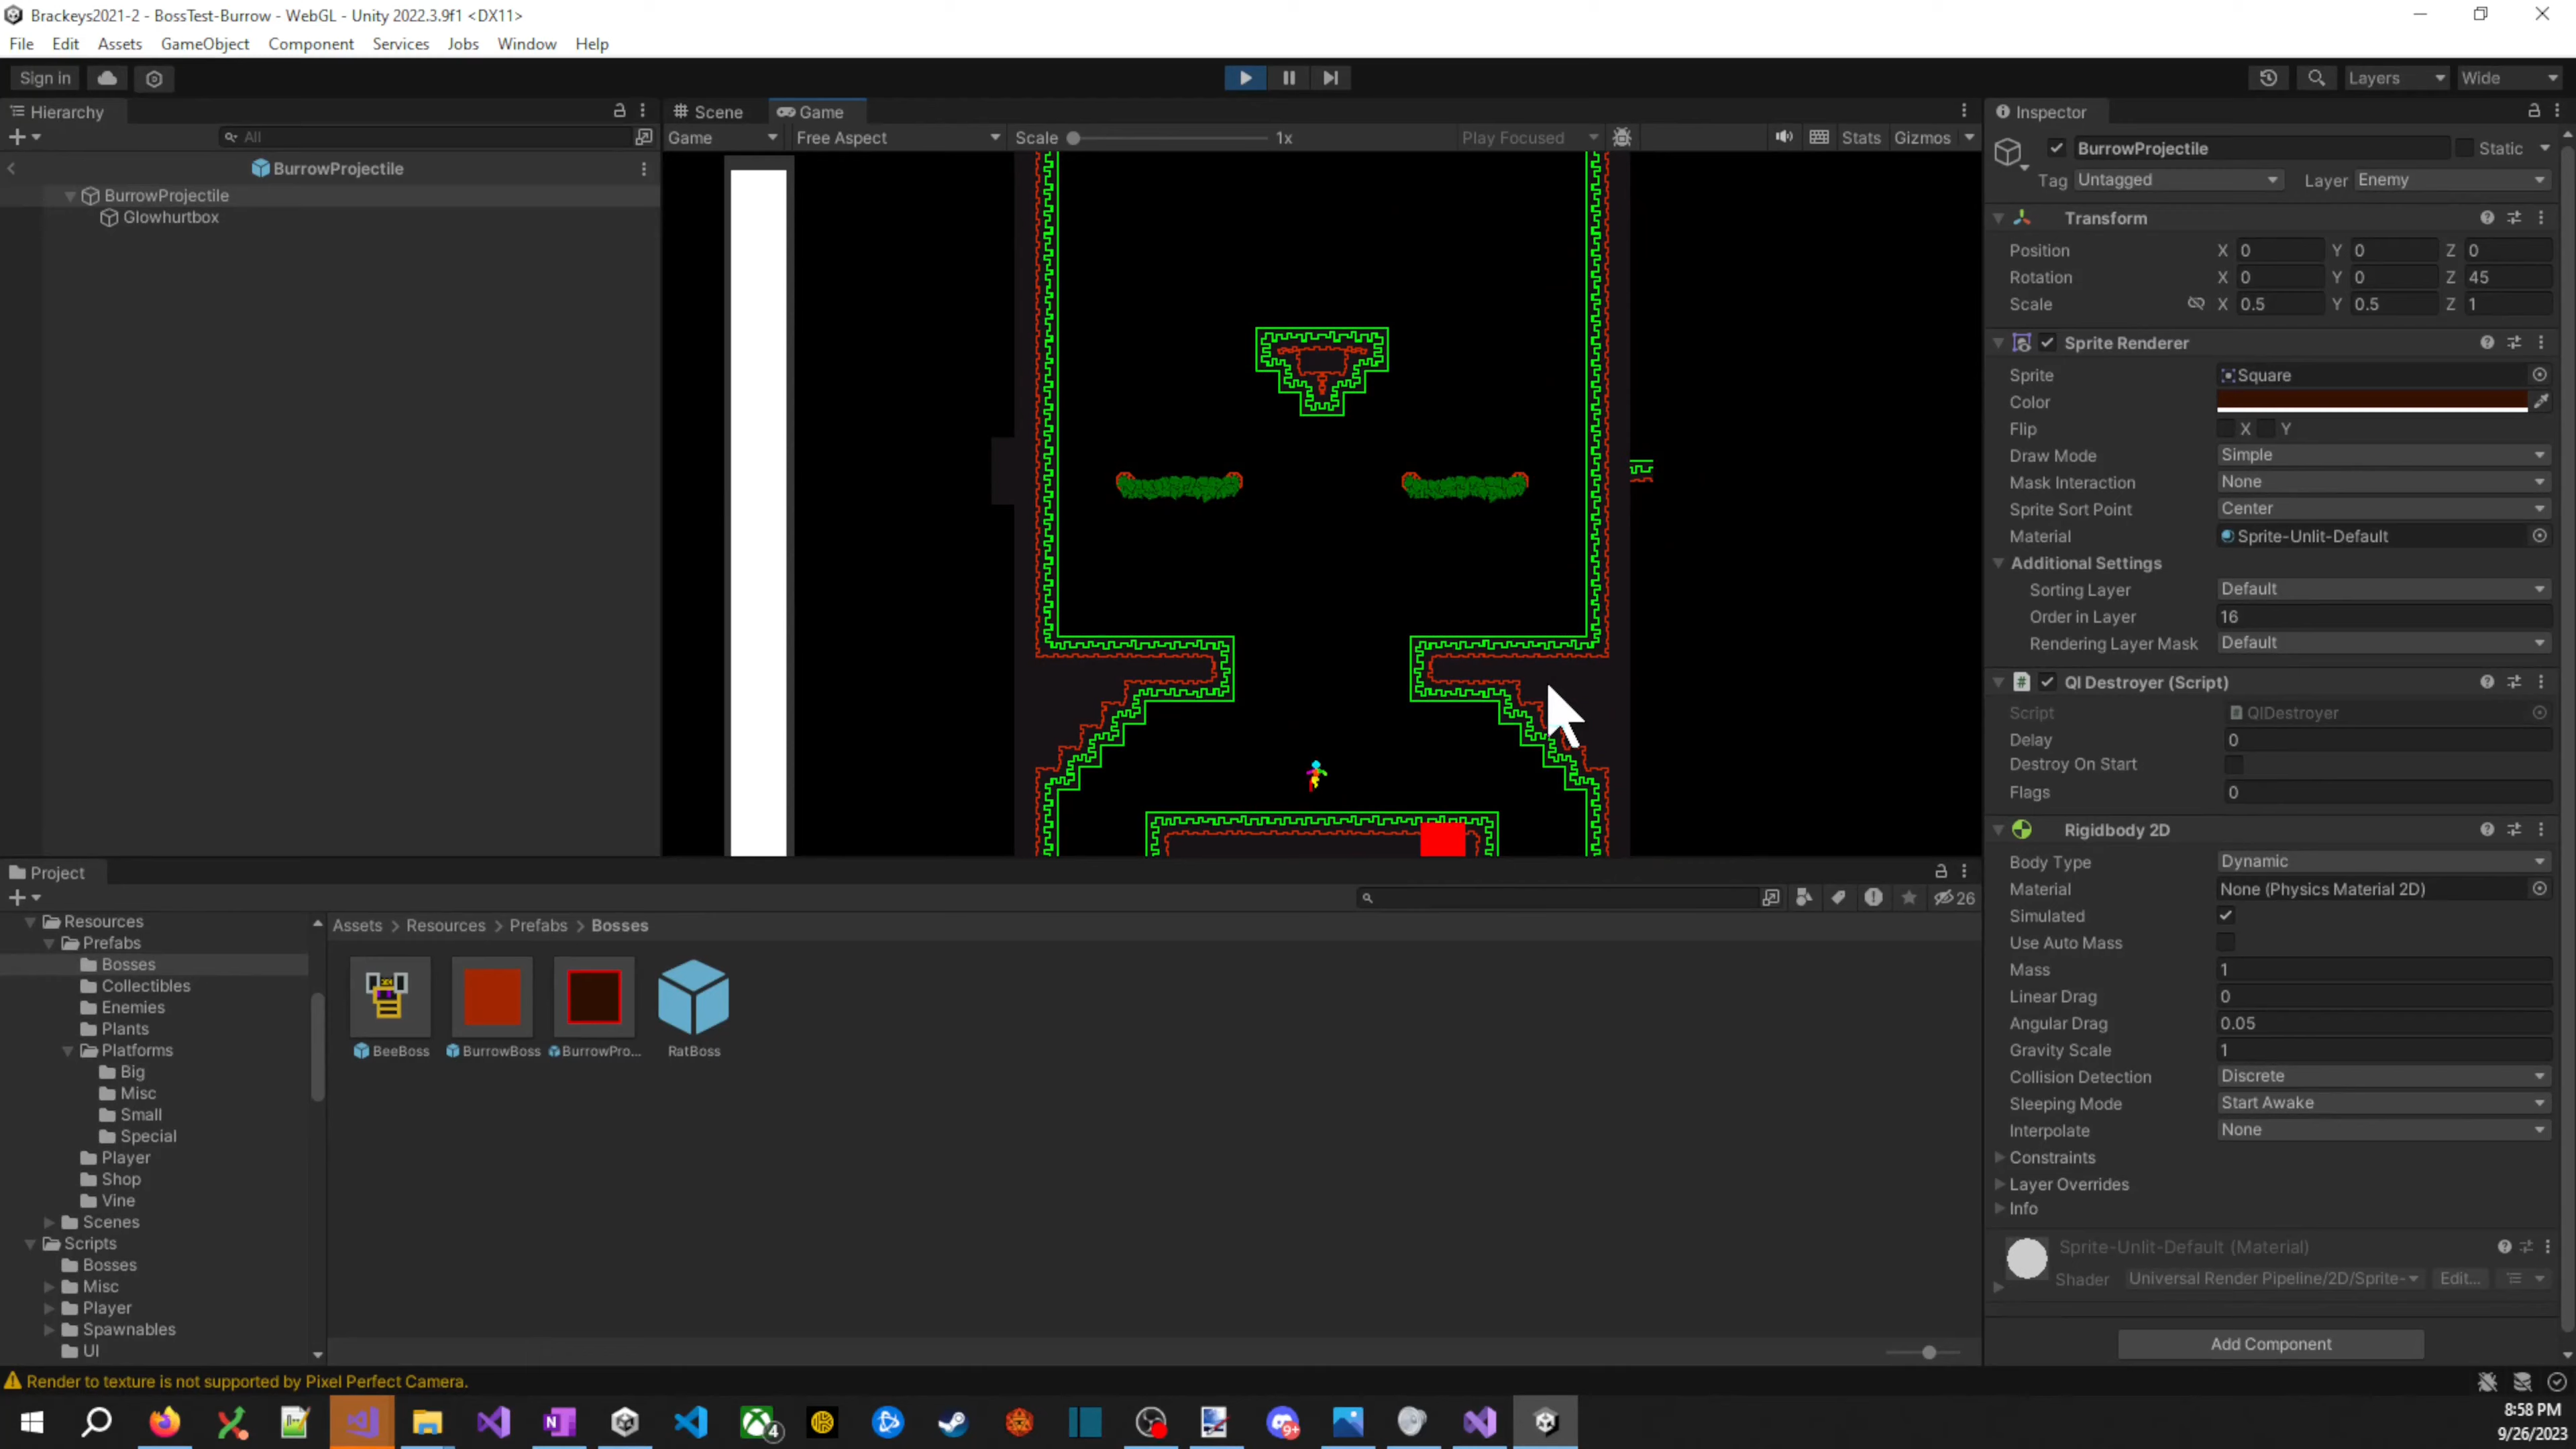 Brackeys2021-2 - BossTest-Burrow - WebGL - Unity 2022.3.9f1 <DX11>
File Edit Assets GameObject Component Services Jobs Window Help
Sign in
Layers
Wide
Hierarchy
All
BurrowProjectile
BurrowProjectile
Glowhurtbox
Scene Game
Game Free Aspect Scale 1x Play Focused Stats Gizmos
Inspector
BurrowProjectile Static
Tag Untagged Layer Enemy
Transform
Position X 0 Y 0 Z 0
Rotation X 0 Y 0 Z 45
Scale X 0.5 Y 0.5 Z 1
Sprite Renderer
Sprite Square
Color
Flip X Y
Draw Mode Simple
Mask Interaction None
Sprite Sort Point Center
Material Sprite-Unlit-Default
Additional Settings
Sorting Layer Default
Order in Layer 16
Rendering Layer Mask Default
QI Destroyer (Script)
Script QIDestroyer
Delay 0
Destroy On Start
Flags 0
Rigidbody 2D
Body Type Dynamic
Material None (Physics Material 2D)
Simulated
Use Auto Mass
Mass 1
Linear Drag 0
Angular Drag 0.05
Gravity Scale 1
Collision Detection Discrete
Sleeping Mode Start Awake
Interpolate None
Constraints
Layer Overrides
Info
Sprite-Unlit-Default (Material)
Shader Universal Render Pipeline/2D/Sprite- Edit...
Add Component
Project
26
Resources
Prefabs
Bosses
Collectibles
Enemies
Plants
Platforms
Big
Misc
Small
Special
Player
Shop
Vine
Scenes
Scripts
Bosses
Misc
Player
Spawnables
UI
Assets > Resources > Prefabs > Bosses
BeeBoss BurrowBoss BurrowPro... RatBoss
Render to texture is not supported by Pixel Perfect Camera.
4
9+
8:58 PM
9/26/2023